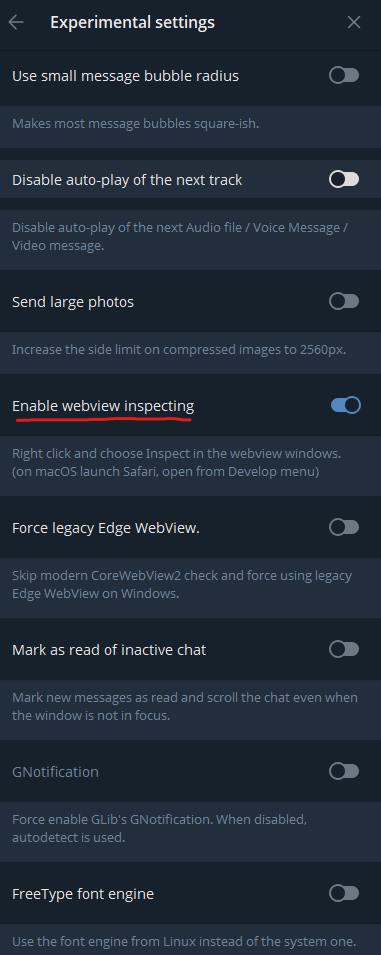 Experimental settings
Use small message bubble radius
Makes most message bubbles square-ish.
Disable auto-play of the next track
Disable auto-play of the next Audio file / Voice Message /
Video message.
Send large photos
Increase the side limit on compressed images to 2560px.
Enable webview inspecting
Right click and choose Inspect in the webview windows.
(on macOS launch Safari, open from Develop menu)
Force legacy Edge WebView.
Skip modern CoreWebView2 check and force using legacy
Edge WebView on Windows.
Mark as read of inactive chat
Mark new messages as read and scroll the chat even when
the window is not in focus.
GNotification
Force enable GLib's GNotification. When disabled,
autodetect is used.
FreeType font engine
Use the font engine from Linux instead of the system one.